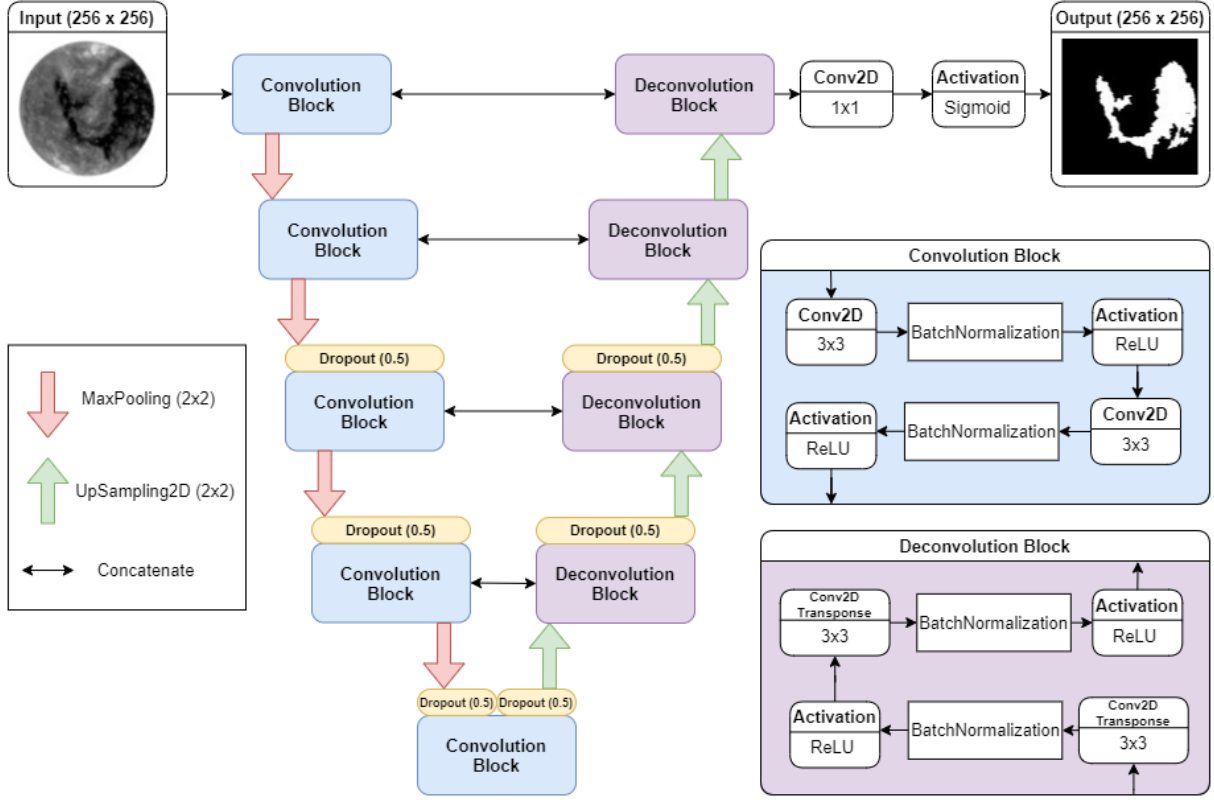 Input (256 x 256)
Output (256 x 256)
Convolution
Block
Deconvolution
Block
Conv2D
1x1
Activation
Sigmoid
Convolution
Block
Deconvolution
Block
Convolution Block
Conv2D
3x3
BatchNormalization
Activation
ReLU
Activation
ReLU
BatchNormalization
Conv2D
3x3
MaxPooling (2x2)
UpSampling2D (2x2)
Concatenate
Dropout (0.5)
Convolution
Block
Dropout (0.5)
Deconvolution
Block
Dropout (0.5)
Convolution
Block
Dropout (0.5)
Deconvolution
Block
Dropout (0.5)
Dropout (0.5)
Convolution
Block
Deconvolution Block
Conv2D
Transponse
3x3
BatchNormalization
Activation
ReLU
Activation
ReLU
BatchNormalization
Conv2D
Transponse
3x3